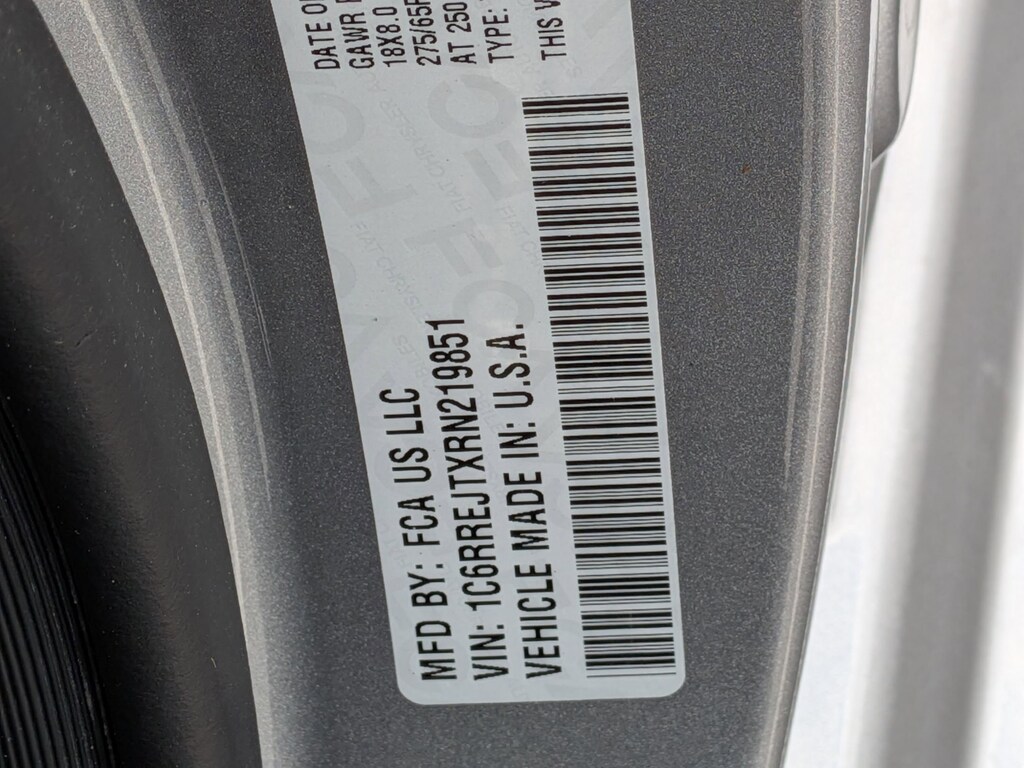 MFD BY: FCA US LLC
DATE OF
VIN: 1C6RREJTXRN219851
GAWR
18X8.0
275/65R
VEHICLE MADE IN: U.S.A.
AT 250
TYPE:
THIS V